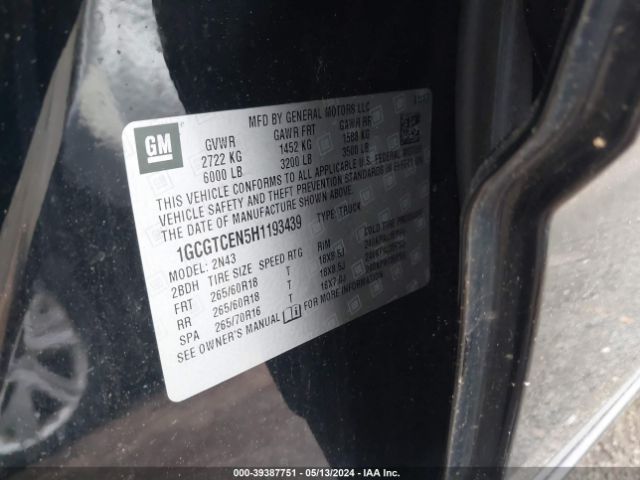 MFD BY GENERAL MOTORS LLC
GM GVWR GAWR FRT GAWR RR
2722 KG 1452 KG 1588 KG
6000 LB 3200 LB 3500 LB
THIS VEHICLE CONFORMS TO ALL APPLICABLE U.S. FEDERAL MOTOR
VEHICLE SAFETY AND THEFT PREVENTION STANDARDS IN EFFECT ON
THE DATE OF MANUFACTURE SHOWN ABOVE.
1GCGTCEN5H1193439 TYPE: TRUCK
MODEL: 2N43
2BDH TIRE SIZE SPEED RTG RIM COLD TIRE PRESSURE
FRT 265/60R18 T 18X8.5J
RR 265/60R18 T 18X8.5J
SPA 265/70R16 T
SEE OWNER'S MANUAL FOR MORE INFORMATION
000-39387751 - 05/13/2024 - IAA Inc.